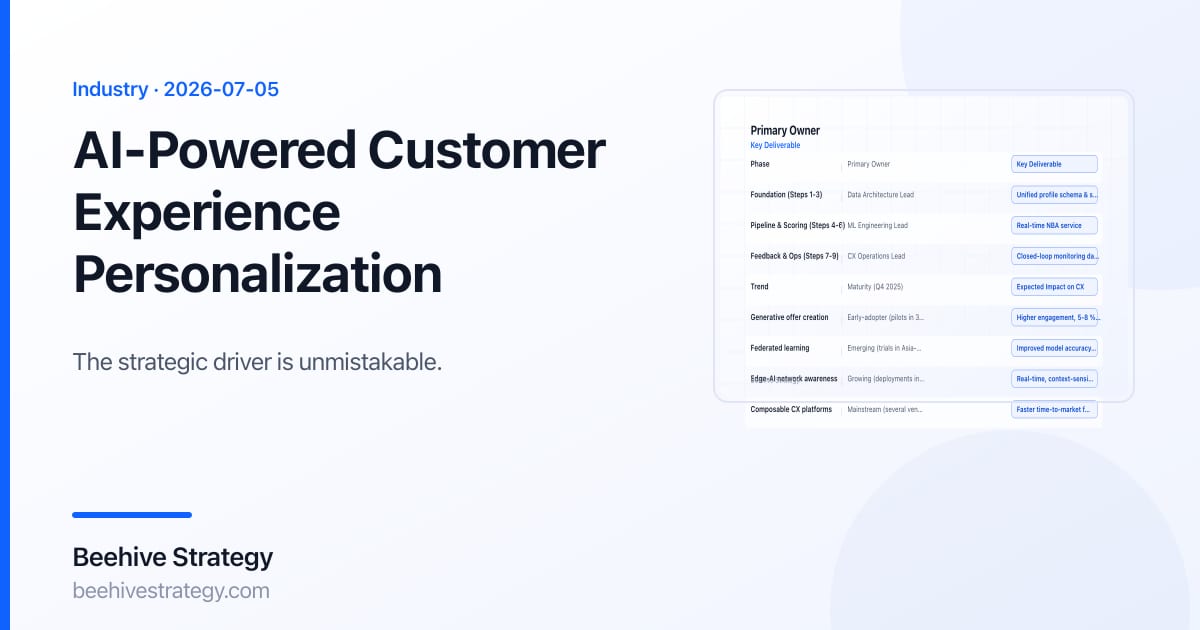 Industry · 2026-07-05
AI-Powered Customer
Experience
Personalization
The strategic driver is unmistakable.
Beehive Strategy
beehivestrategy.com
Primary Owner
Key Deliverable
Phase Primary Owner Key Deliverable
Foundation (Steps 1-3) Data Architecture Lead Unified profile schema & s...
Pipeline & Scoring (Steps 4-6) ML Engineering Lead Real-time NBA service
Feedback & Ops (Steps 7-9) CX Operations Lead Closed-loop monitoring da...
Trend Maturity (Q4 2025) Expected Impact on CX
Generative offer creation Early-adopter (pilots in 3... Higher engagement, 5-8 %...
Federated learning Emerging (trials in Asia-... Improved model accuracy...
Edge-AI network awareness Growing (deployments in... Real-time, context-sensi...
Composable CX platforms Mainstream (several ven... Faster time-to-market f...